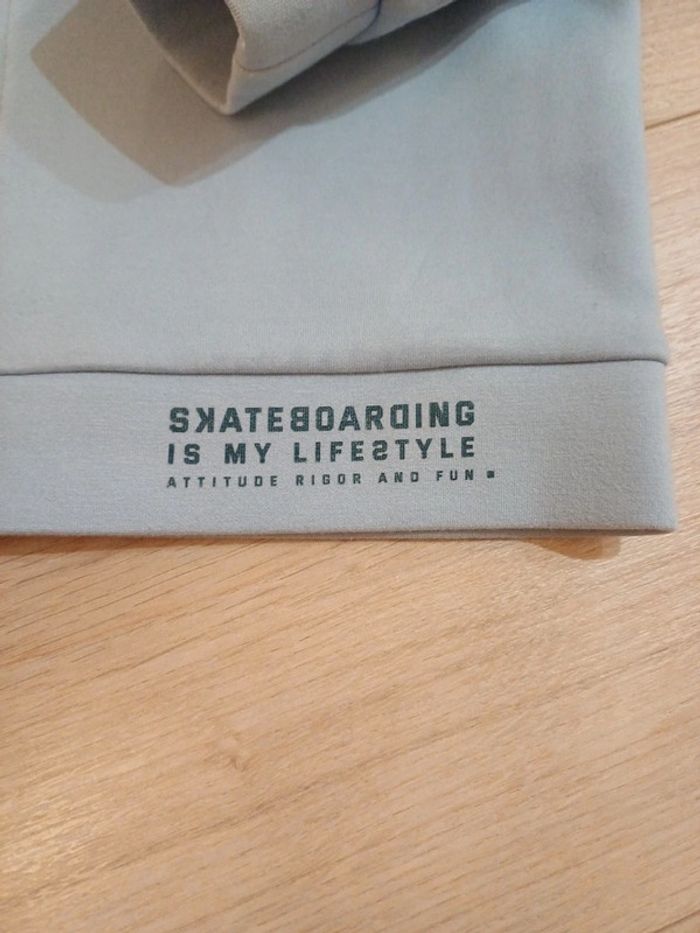 SKATEBOARDING
IS MY LIFESTYLE
ATTITUDE RIGOR AND FUN